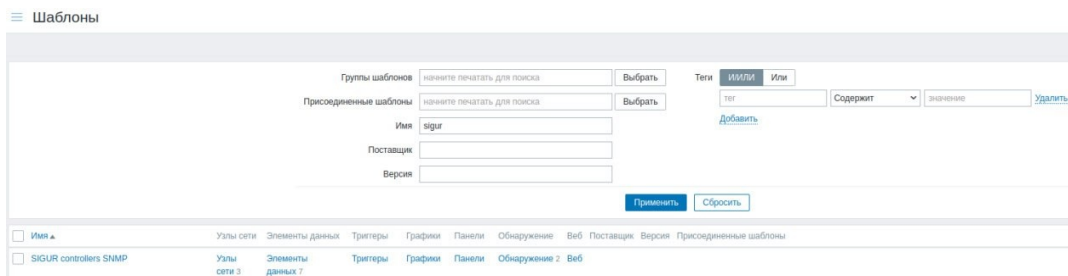 Шаблоны
Группы шаблонов начните печатать для поиска Выбрать Теги И/ИЛИ Или
тег Содержит значение Удалить
Присоединенные шаблоны начните печатать для поиска Выбрать
Добавить
Имя sigur
Поставщик
Версия
Применить Сбросить
Имя Узлы сети Элементы данных Триггеры Графики Панели Обнаружение Веб Поставщик Версия Присоединенные шаблоны
SIGUR controllers SNMP Узлы Элементы Триггеры Графики Панели Обнаружение 2 Веб
сети 3 данных 7